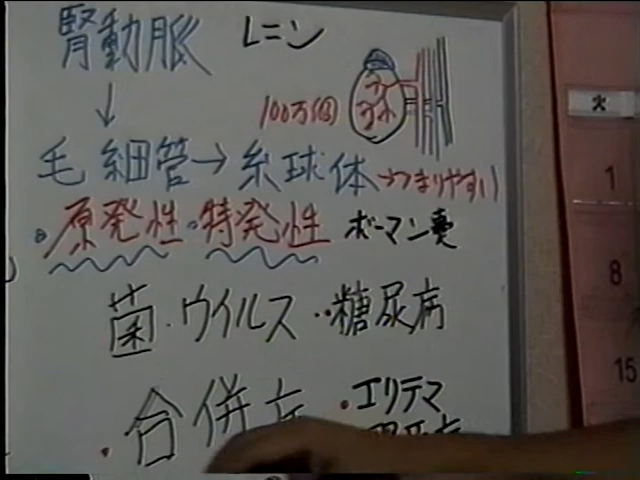 腎動脈 レニン
↓ 100万個
毛細管→糸球体→つまりやすい
原発性・特発性 ボーマン嚢
菌・ウイルス・糖尿病
・合併症 ・エリテマ
火
1
8
15